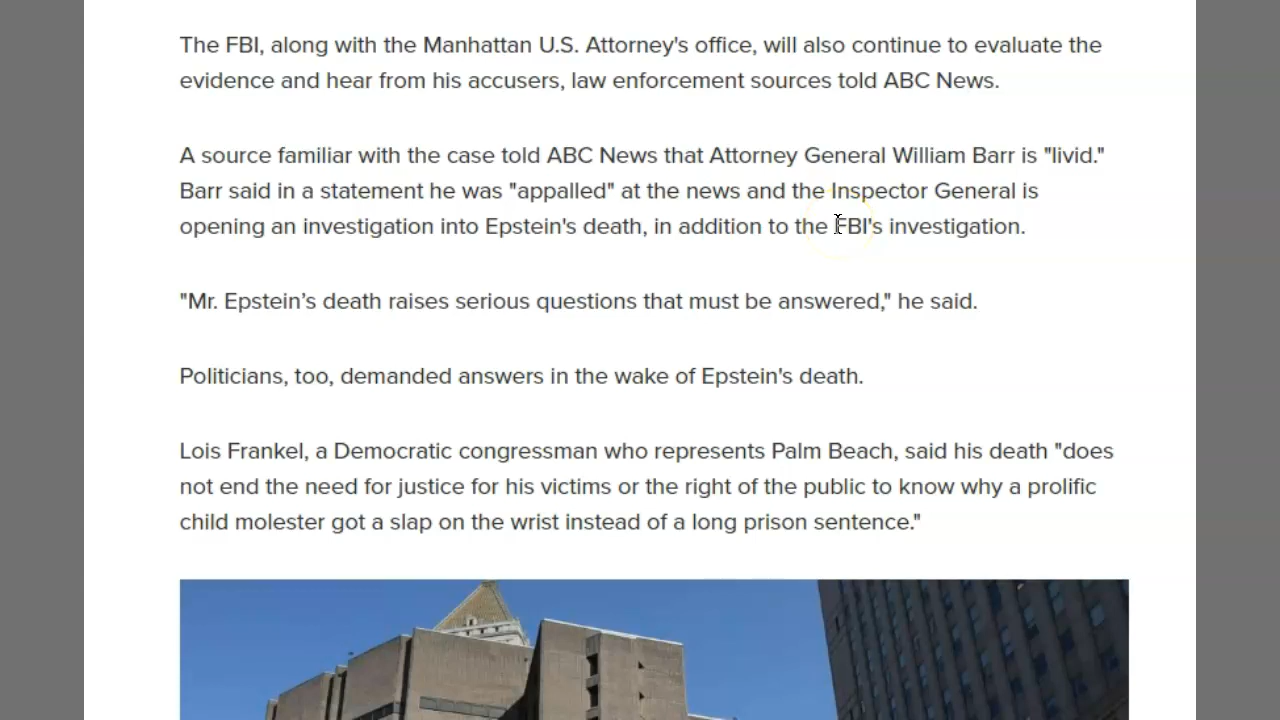 The FBI, along with the Manhattan U.S. Attorney's office, will also continue to evaluate the
evidence and hear from his accusers, law enforcement sources told ABC News.
A source familiar with the case told ABC News that Attorney General William Barr is "livid."
Barr said in a statement he was "appalled" at the news and the Inspector General is
opening an investigation into Epstein's death, in addition to the FBI's investigation.
"Mr. Epstein’s death raises serious questions that must be answered," he said.
Politicians, too, demanded answers in the wake of Epstein's death.
Lois Frankel, a Democratic congressman who represents Palm Beach, said his death "does
not end the need for justice for his victims or the right of the public to know why a prolific
child molester got a slap on the wrist instead of a long prison sentence."